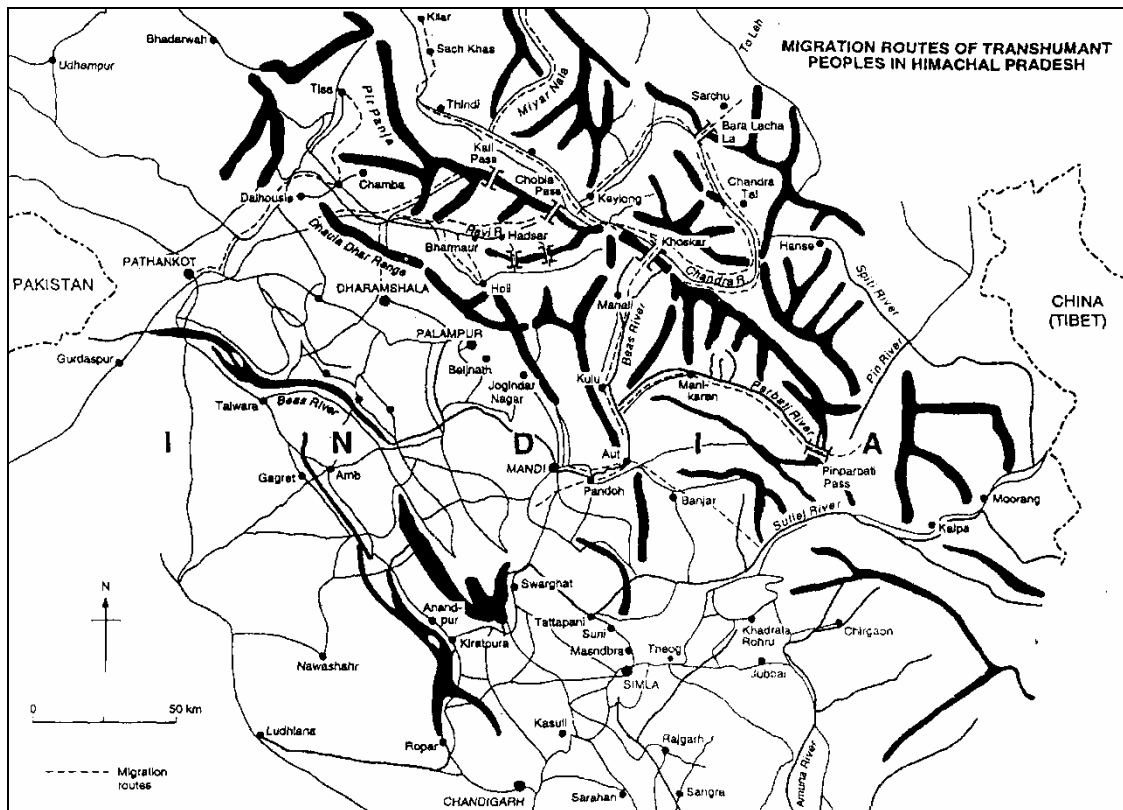 MIGRATION ROUTES OF TRANSHUMANT
PEOPLES IN HIMACHAL PRADESH
To Leh
Kilar
Sach Khas
Bhadarwah
Udhampur
Tisa
Pir Panj
Thindi
Miyar Nala
Sarchu
Bara Lacha
La
Kali
Pass
Chobia
Pass
Chamba
Dalhousi
Keylong
Chandra
Tal
Ravi R.
Hadsar
Bharmaur
Khoskar
Hanse
Spiti River
Dhaula Dhar Range
PATHANKOT
PAKISTAN
Holi
Chandra R.
DHARAMSHALA
Manali
CHINA
(TIBET)
PALAMPUR
Beas River
Pin River
Gurdaspur
Beijnath
Jogindar
Nagar
Kulu
Mani-
karan
Parbati River
Talwara
Beas River
I N D I A
Aut
MANDI
Pinparbati
Pass
Gagret
Amb
Pandoh
Banjar
Moorang
Sutlej River
Kalpa
N
Swarghat
Anand-
pur
Tattapani
Suni
Khadrala
Rohru
Chirgaon
Kiratpura
Masndbra
Theog
Nawashahr
SIMLA
Jubbal
0 50 km
Ludhiana
Ropar
Kasuli
Rajgarh
Amuna River
Migration
routes
CHANDIGARH
Sarahan
Sangra